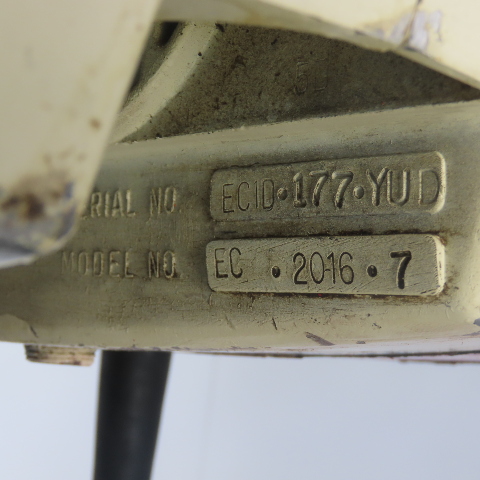 ERIAL NO. ECID•177•YUD
MODEL NO. EC •2016•7